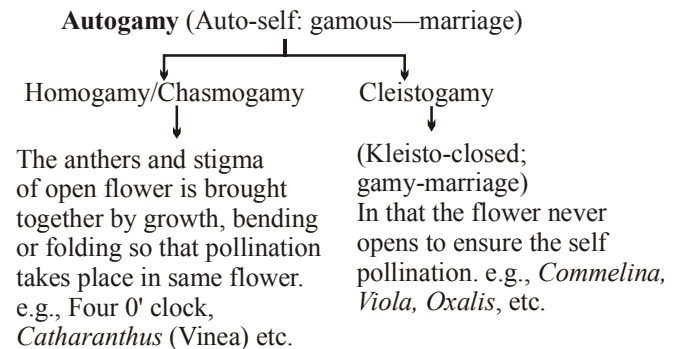 Autogamy (Auto-self: gamous—marriage)
Homogamy/Chasmogamy
Cleistogamy
The anthers and stigma
of open flower is brought
together by growth, bending
or folding so that pollination
takes place in same flower.
e.g., Four 0' clock,
Catharanthus (Vinea) etc.
(Kleisto-closed;
gamy-marriage)
In that the flower never
opens to ensure the self
pollination. e.g., Commelina,
Viola, Oxalis, etc.